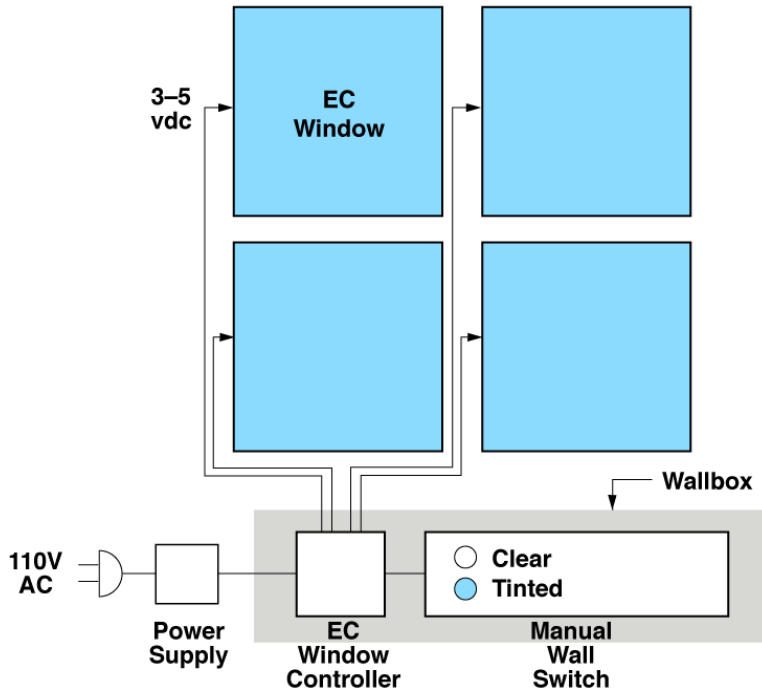 3–5
vdc
EC
Window
Wallbox
110V
AC
Clear
Tinted
Power
Supply
EC
Window
Controller
Manual
Wall
Switch